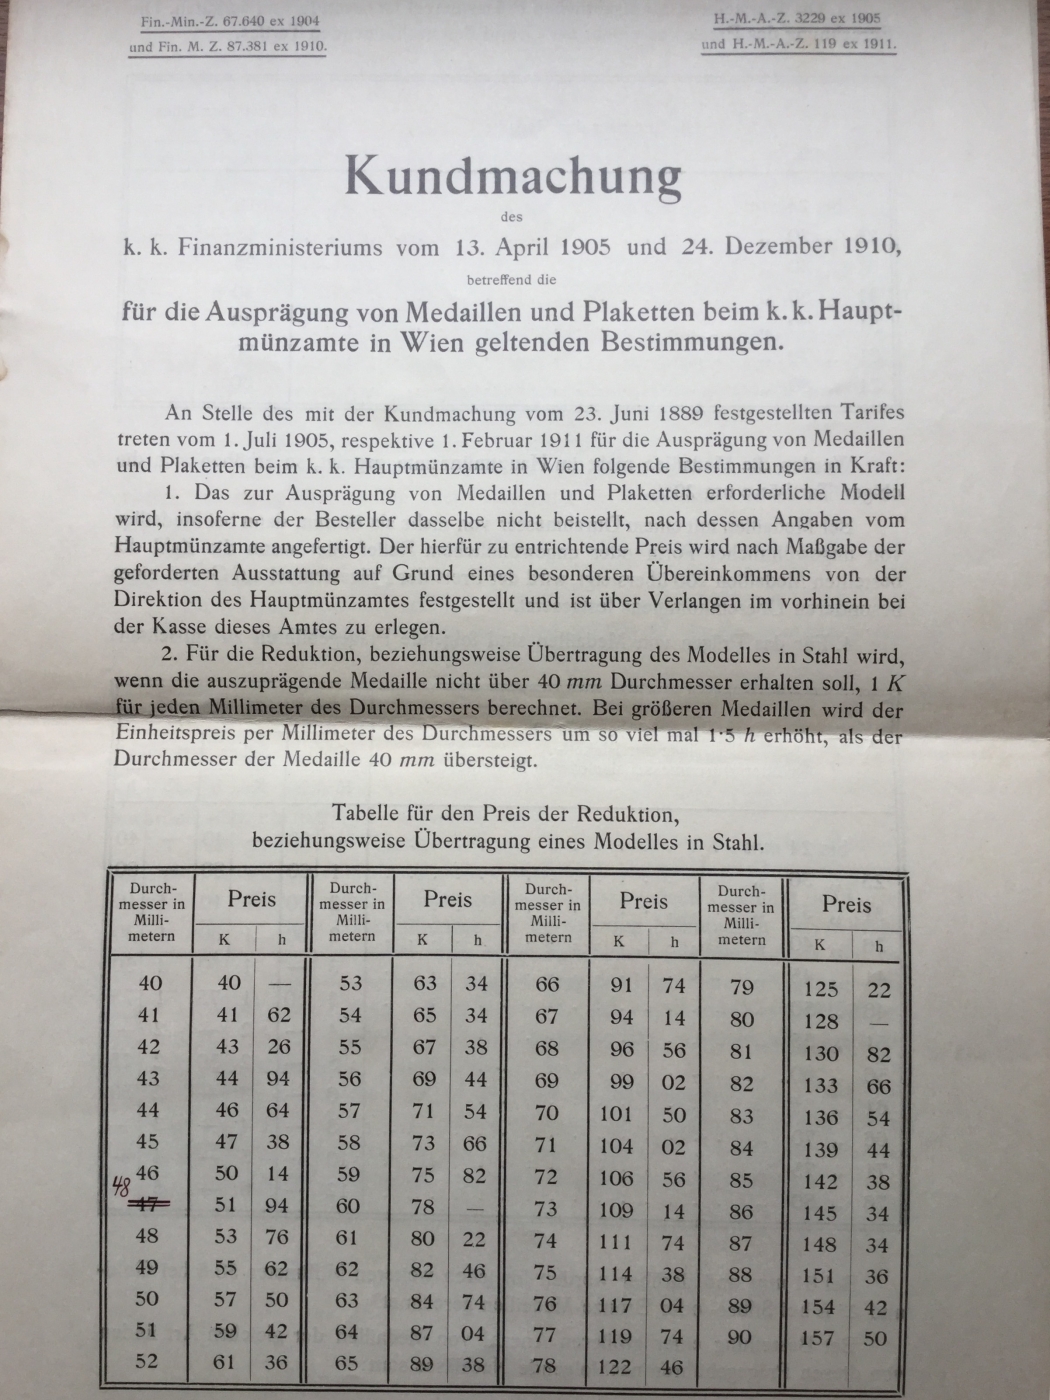 Fin.-Min.-Z. 67.640 ex 1904
und Fin. M. Z. 87.381 ex 1910.
H.-M.-A.-Z. 3229 ex 1905
und H.-M.-A.-Z. 119 ex 1911.
Kundmachung
des
k. k. Finanzministeriums vom 13. April 1905 und 24. Dezember 1910,
betreffend die
für die Ausprägung von Medaillen und Plaketten beim k. k. Haupt-
münzamte in Wien geltenden Bestimmungen.
An Stelle des mit der Kundmachung vom 23. Juni 1889 festgestellten Tarifes
treten vom 1. Juli 1905, respektive 1. Februar 1911 für die Ausprägung von Medaillen
und Plaketten beim k. k. Hauptmünzamte in Wien folgende Bestimmungen in Kraft:
1. Das zur Ausprägung von Medaillen und Plaketten erforderliche Modell
wird, insoferne der Besteller dasselbe nicht beistellt, nach dessen Angaben vom
Hauptmünzamte angefertigt. Der hierfür zu entrichtende Preis wird nach Maßgabe der
geforderten Ausstattung auf Grund eines besonderen Übereinkommens von der
Direktion des Hauptmünzamtes festgestellt und ist über Verlangen im vorhinein bei
der Kasse dieses Amtes zu erlegen.
2. Für die Reduktion, beziehungsweise Übertragung des Modelles in Stahl wird,
wenn die auszuprägende Medaille nicht über 40 mm Durchmesser erhalten soll, 1 K
für jeden Millimeter des Durchmessers berechnet. Bei größeren Medaillen wird der
Einheitspreis per Millimeter des Durchmessers um so viel mal 1·5 h erhöht, als der
Durchmesser der Medaille 40 mm übersteigt.
Tabelle für den Preis der Reduktion,
beziehungsweise Übertragung eines Modelles in Stahl.
Durch- Preis Durch- Preis Durch- Preis Durch- Preis
messer in messer in messer in messer in
Milli- Milli- Milli- Milli-
metern K h metern K h metern K h metern K h
40 40 — 53 63 34 66 91 74 79 125 22
41 41 62 54 65 34 67 94 14 80 128 —
42 43 26 55 67 38 68 96 56 81 130 82
43 44 94 56 69 44 69 99 02 82 133 66
44 46 64 57 71 54 70 101 50 83 136 54
45 47 38 58 73 66 71 104 02 84 139 44
46 50 14 59 75 82 72 106 56 85 142 38
48 47 51 94 60 78 — 73 109 14 86 145 34
48 53 76 61 80 22 74 111 74 87 148 34
49 55 62 62 82 46 75 114 38 88 151 36
50 57 50 63 84 74 76 117 04 89 154 42
51 59 42 64 87 04 77 119 74 90 157 50
52 61 36 65 89 38 78 122 46